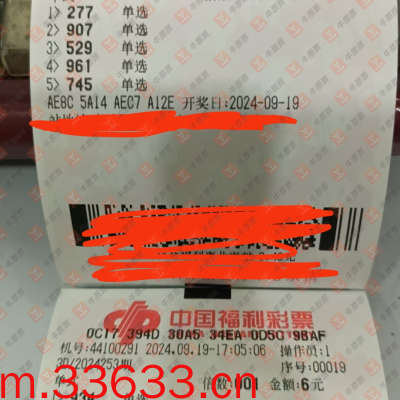 1> 277 单选
2> 907 单选
3> 529 单选
4> 961 单选
5> 745 单选
AE8C 5A14 AEC7 A12E 开奖日:2024-09-19
中国福利彩票
0C17 394D 30A5 34EA 0D5C 98AF
机号:44100291 2024.09.19-17:05:06 操作员:1
3D/2024253期 序号:00019
倍数:001 金额:6元
m.33633.cn